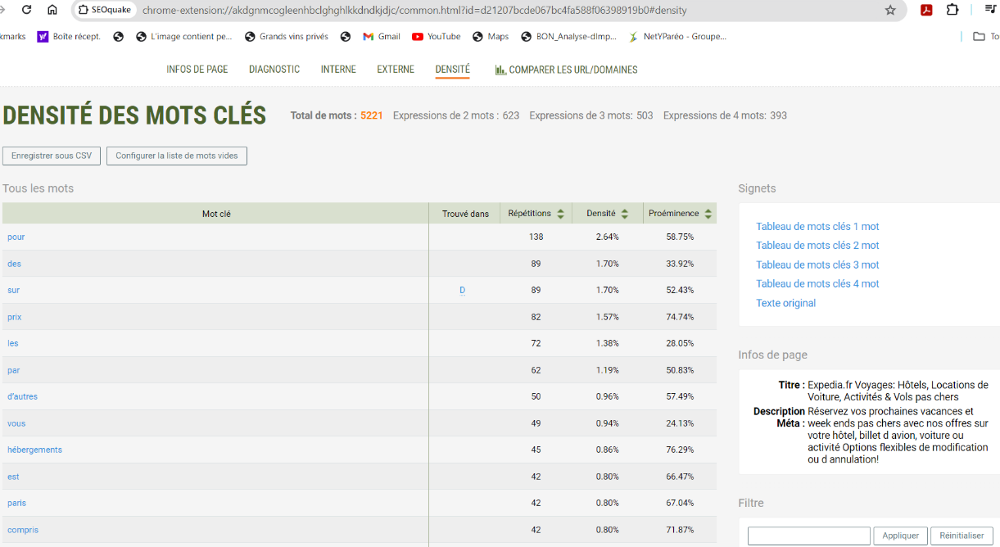 SEOquake chrome-extension://akdgnmcogleenhbclghghlkkdndkjdjc/common.html?id=d21207bcde067bc4fa588f06398919b0#density
kmarks Boîte récept. L'image contient pe... Grands vins privés Gmail YouTube Maps BON_Analyse-dImp... NetYParéo - Groupe... To
INFOS DE PAGE DIAGNOSTIC INTERNE EXTERNE DENSITÉ COMPARER LES URL/DOMAINES
DENSITÉ DES MOTS CLÉS Total de mots : 5221 Expressions de 2 mots : 623 Expressions de 3 mots: 503 Expressions de 4 mots: 393
Enregistrer sous CSV Configurer la liste de mots vides
Tous les mots
Mot clé Trouvé dans Répétitions Densité Proéminence
pour 138 2.64% 58.75%
des 89 1.70% 33.92%
sur D 89 1.70% 52.43%
prix 82 1.57% 74.74%
les 72 1.38% 28.05%
par 62 1.19% 50.83%
d'autres 50 0.96% 57.49%
vous 49 0.94% 24.13%
hébergements 45 0.86% 76.29%
est 42 0.80% 66.47%
paris 42 0.80% 67.04%
compris 42 0.80% 71.87%
Signets
Tableau de mots clés 1 mot
Tableau de mots clés 2 mot
Tableau de mots clés 3 mot
Tableau de mots clés 4 mot
Texte original
Infos de page
Titre : Expedia.fr Voyages: Hôtels, Locations de
Voiture, Activités & Vols pas chers
Description Réservez vos prochaines vacances et
Méta : week ends pas chers avec nos offres sur
votre hôtel, billet d avion, voiture ou
activité Options flexibles de modification
ou d annulation!
Filtre
Appliquer Réinitialiser